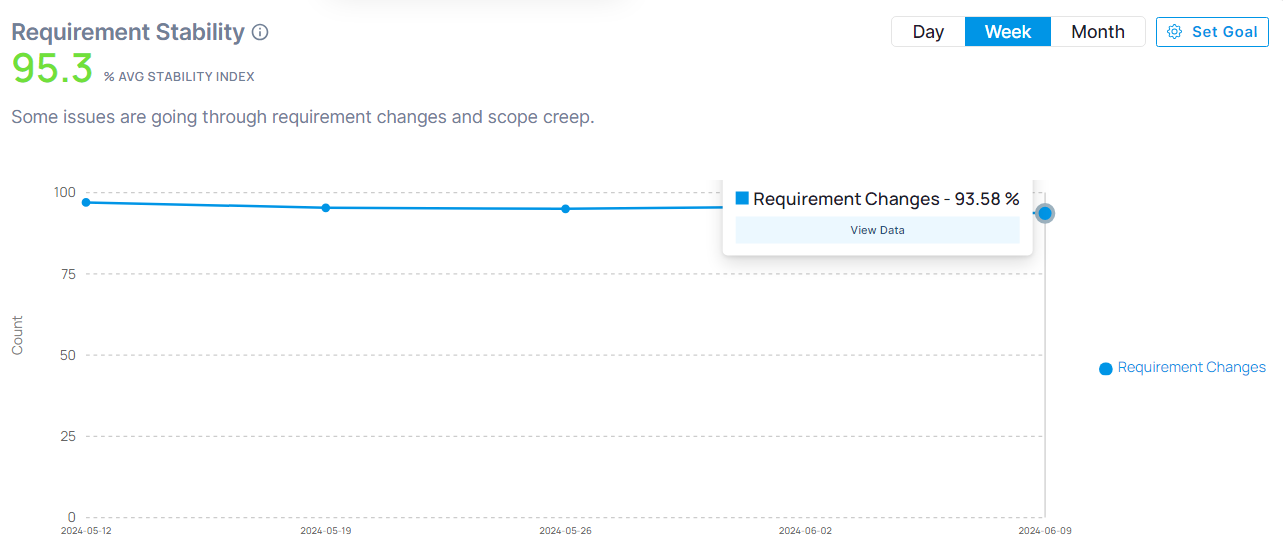 Requirement Stability
Day Week Month Set Goal
95.3 % AVG STABILITY INDEX
Some issues are going through requirement changes and scope creep.
100
Requirement Changes - 93.58 %
View Data
75
50
25
0
Count
2024-05-12 2024-05-19 2024-05-26 2024-06-02 2024-06-09
Requirement Changes